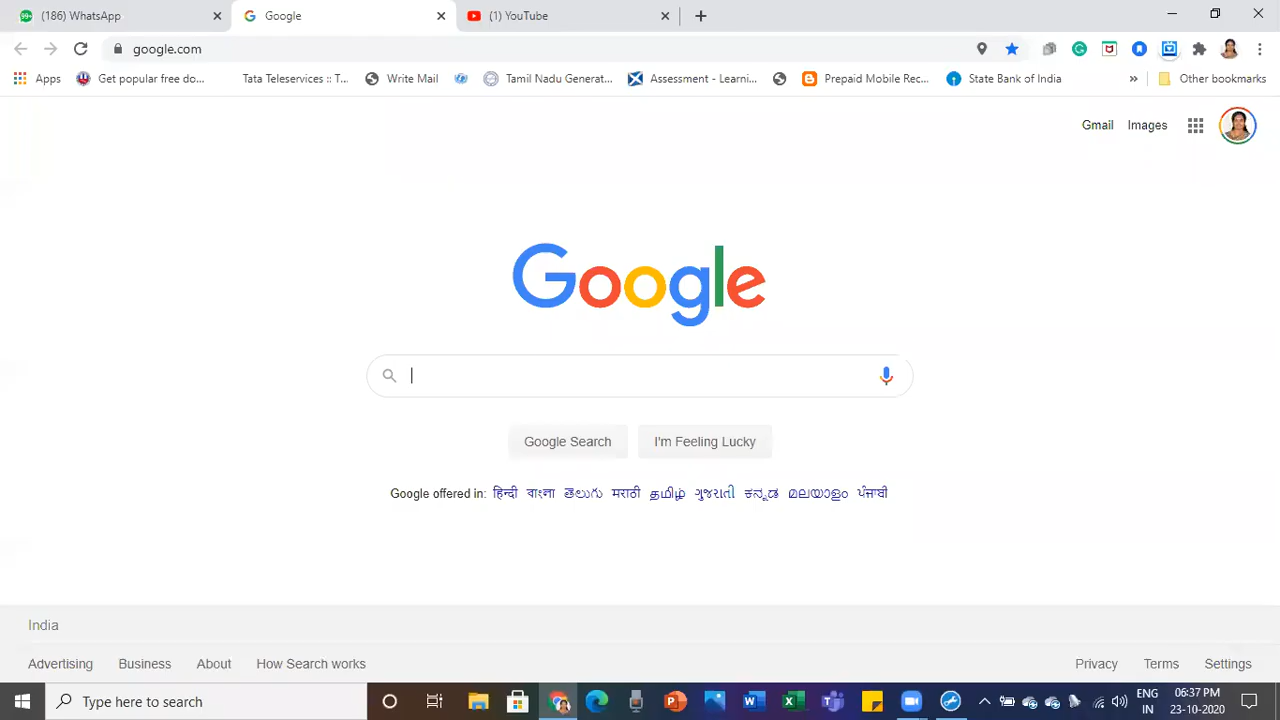 (186) WhatsApp
Google
(1) YouTube
google.com
Apps
Get popular free do...
Tata Teleservices :: T...
Write Mail
Tamil Nadu Generat...
Assessment - Learni...
Prepaid Mobile Rec...
State Bank of India
»
Other bookmarks
Gmail
Images
Google
Google Search
I'm Feeling Lucky
Google offered in: हिन्दी বাংলা తెలుగు मराठी தமிழ் ગુજરાતી ಕನ್ನಡ മലയാളം ਪੰਜਾਬੀ
India
Advertising
Business
About
How Search works
Privacy
Terms
Settings
Type here to search
ENG
IN
06:37 PM
23-10-2020